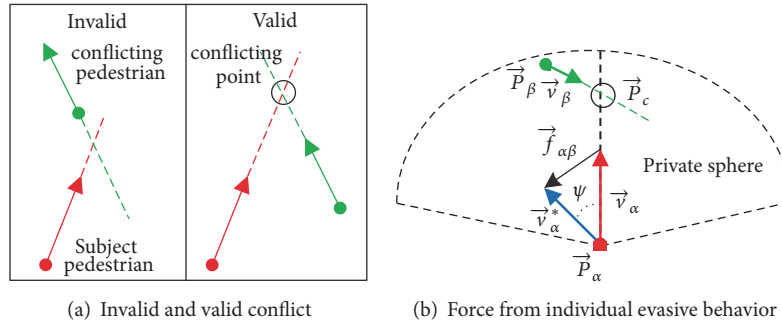 Invalid
Valid
conflicting
pedestrian
conflicting
point
Subject
pedestrian
(a) Invalid and valid conflict
P⃗β v⃗β
P⃗c
f⃗αβ
Private sphere
ψ
v⃗α*
v⃗α
P⃗α
(b) Force from individual evasive behavior